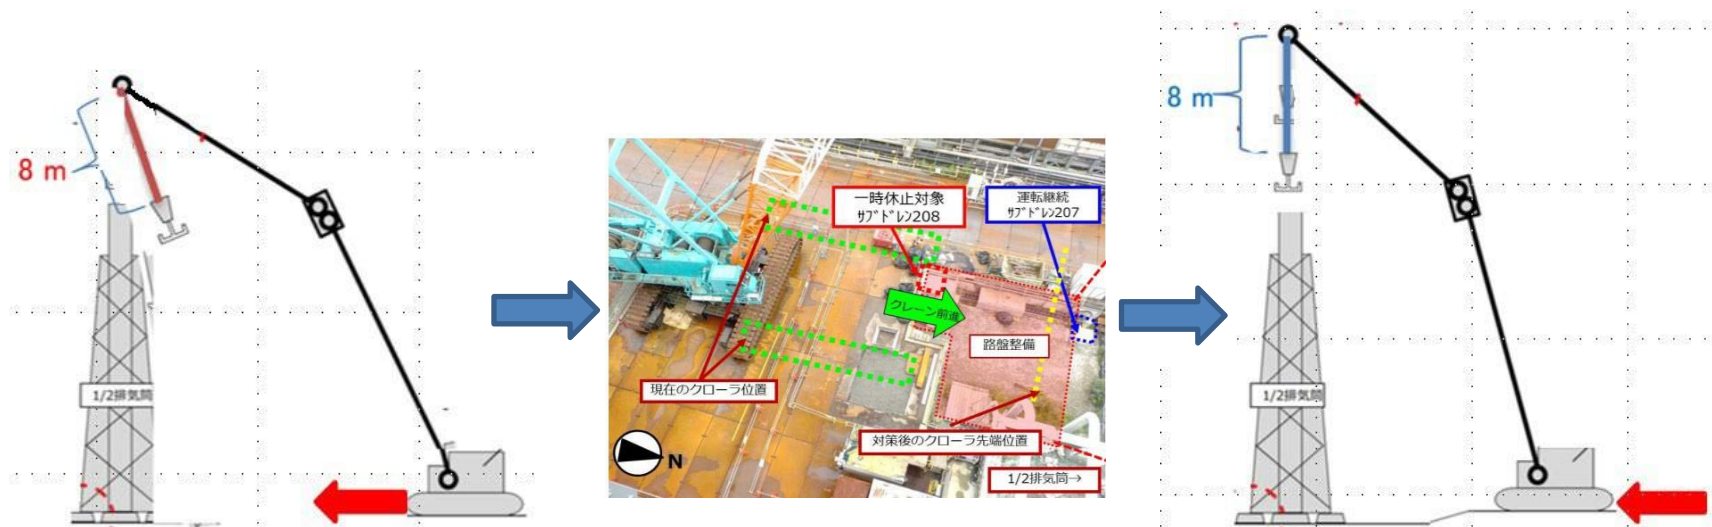 8 m
1/2排気筒
一時休止対象
ｻﾌﾞﾄﾞﾚﾝ208
運転継続
ｻﾌﾞﾄﾞﾚﾝ207
クレーン前進
路盤整備
現在のクローラ位置
対策後のクローラ先端位置
N
1/2排気筒→
8 m
1/2排気筒